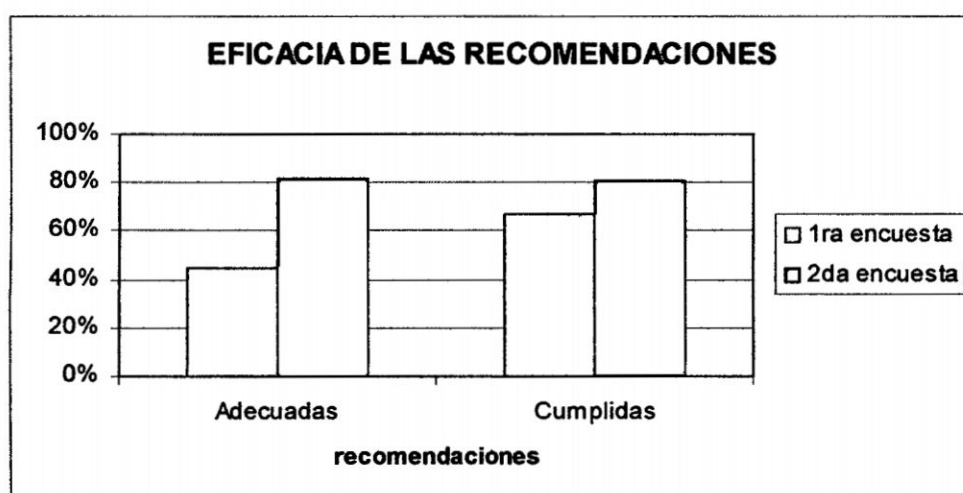 EFICACIA DE LAS RECOMENDACIONES
100%
80%
60%
40%
20%
0%
Adecuadas
Cumplidas
recomendaciones
1ra encuesta
2da encuesta